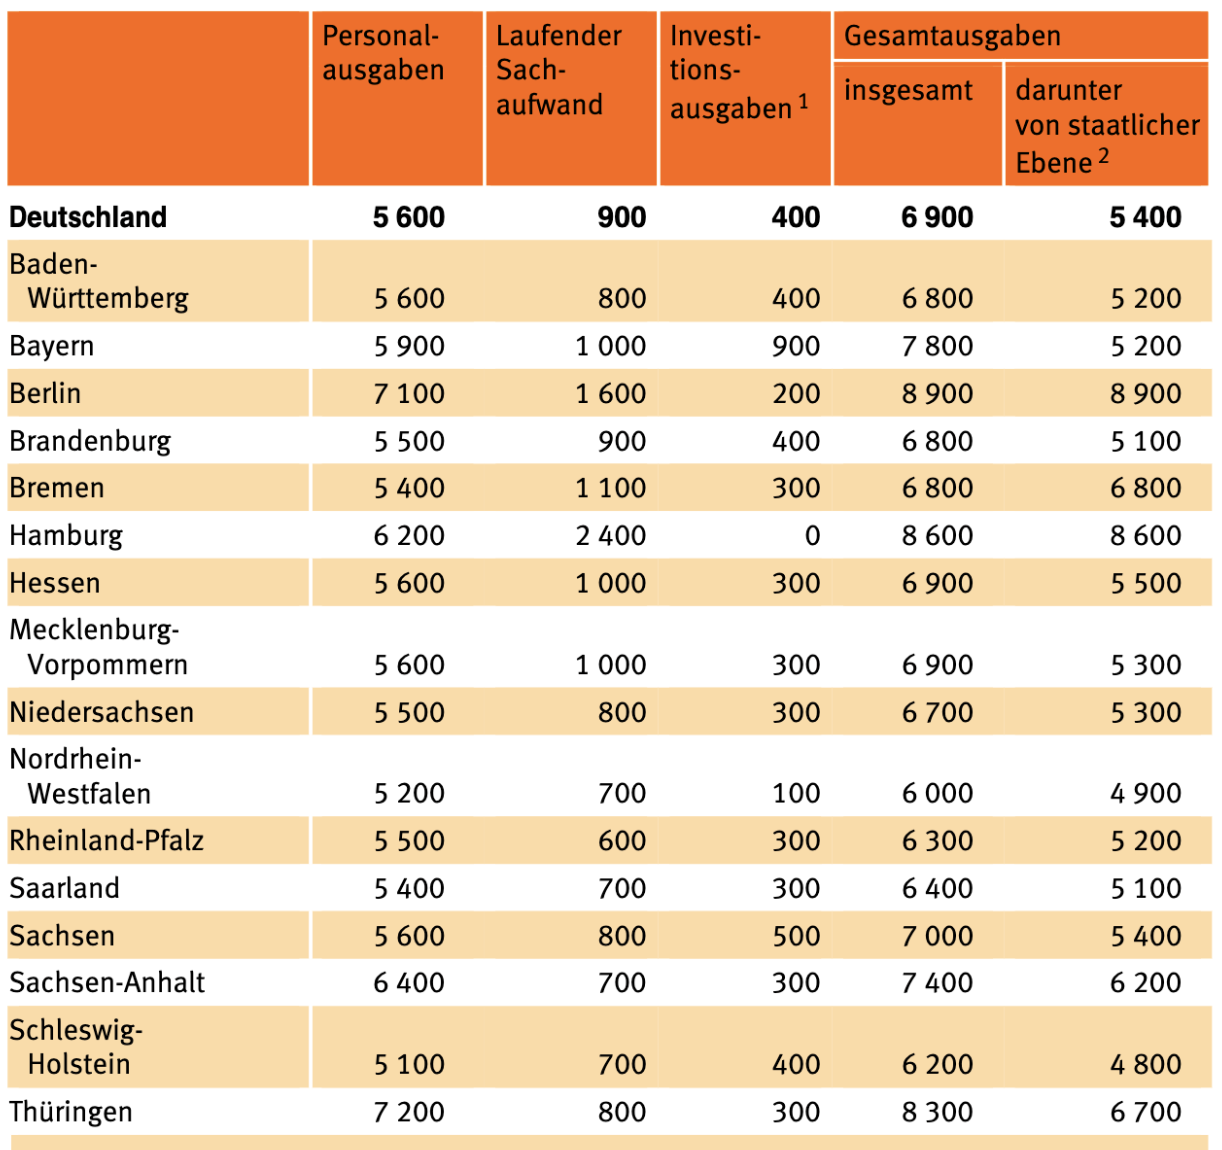 Personal-
ausgaben
Laufender
Sach-
aufwand
Investi-
tions-
ausgaben 1
Gesamtausgaben
insgesamt
darunter
von staatlicher
Ebene 2
Deutschland 5 600 900 400 6 900 5 400
Baden-
Württemberg 5 600 800 400 6 800 5 200
Bayern 5 900 1 000 900 7 800 5 200
Berlin 7 100 1 600 200 8 900 8 900
Brandenburg 5 500 900 400 6 800 5 100
Bremen 5 400 1 100 300 6 800 6 800
Hamburg 6 200 2 400 0 8 600 8 600
Hessen 5 600 1 000 300 6 900 5 500
Mecklenburg-
Vorpommern 5 600 1 000 300 6 900 5 300
Niedersachsen 5 500 800 300 6 700 5 300
Nordrhein-
Westfalen 5 200 700 100 6 000 4 900
Rheinland-Pfalz 5 500 600 300 6 300 5 200
Saarland 5 400 700 300 6 400 5 100
Sachsen 5 600 800 500 7 000 5 400
Sachsen-Anhalt 6 400 700 300 7 400 6 200
Schleswig-
Holstein 5 100 700 400 6 200 4 800
Thüringen 7 200 800 300 8 300 6 700